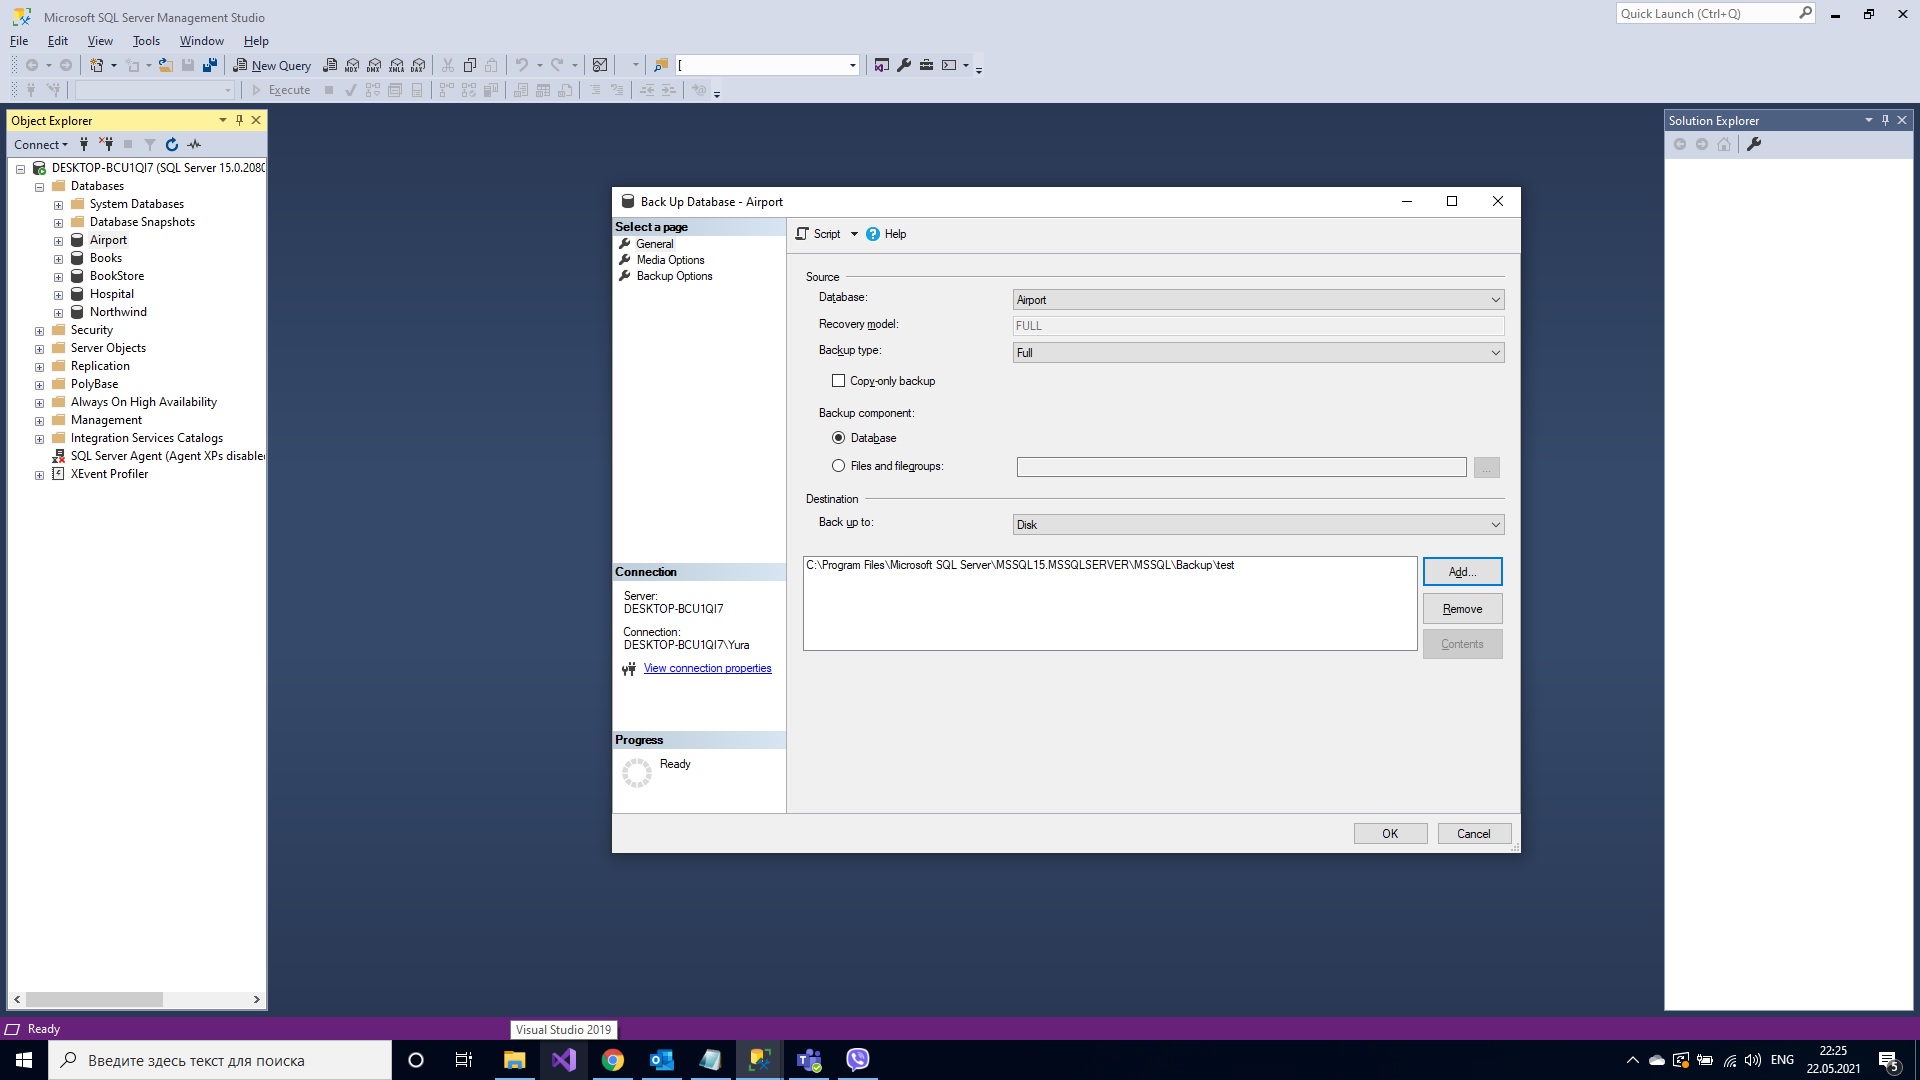 Microsoft SQL Server Management Studio
Quick Launch (Ctrl+Q)
File Edit View Tools Window Help
New Query MDX DMX XMLA DAX [
Execute
Object Explorer
Connect
DESKTOP-BCU1QI7 (SQL Server 15.0.2080
Databases
System Databases
Database Snapshots
Airport
Books
BookStore
Hospital
Northwind
Security
Server Objects
Replication
PolyBase
Always On High Availability
Management
Integration Services Catalogs
SQL Server Agent (Agent XPs disable
XEvent Profiler
Back Up Database - Airport
Select a page
General
Media Options
Backup Options
Connection
Server:
DESKTOP-BCU1QI7
Connection:
DESKTOP-BCU1QI7\Yura
View connection properties
Progress
Ready
Script Help
Source
Database: Airport
Recovery model: FULL
Backup type: Full
Copy-only backup
Backup component:
Database
Files and filegroups: ...
Destination
Back up to: Disk
C:\Program Files\Microsoft SQL Server\MSSQL15.MSSQLSERVER\MSSQL\Backup\test
Add...
Remove
Contents
OK Cancel
Solution Explorer
Ready
Visual Studio 2019
Введите здесь текст для поиска
ENG
22:25
22.05.2021
5